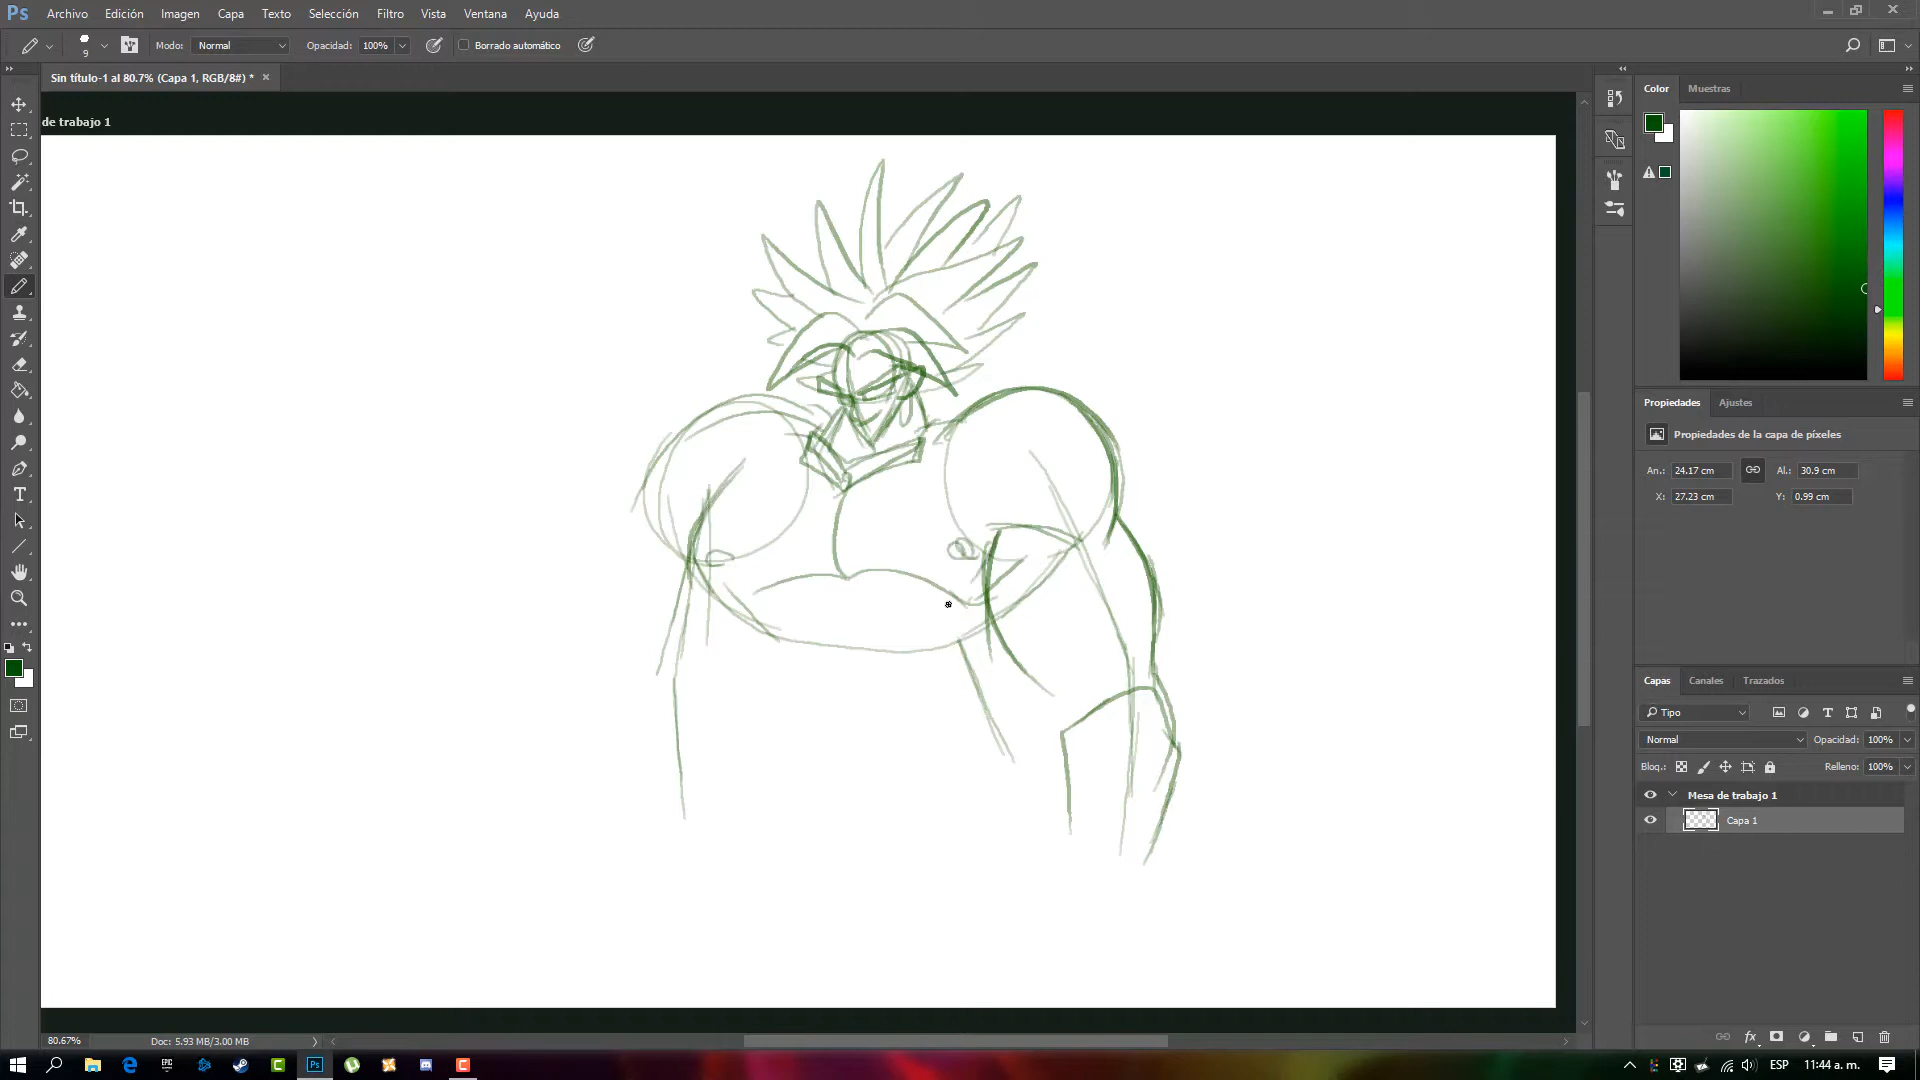 Ps Archivo Edición Imagen Capa Texto Selección Filtro Vista Ventana Ayuda
9 Modo: Normal Opacidad: 100% Borrado automático
Sin título-1 al 80.7% (Capa 1, RGB/8#) * ×
de trabajo 1
Color Muestras
Propiedades Ajustes
Propiedades de la capa de píxeles
An.: 24.17 cm Al.: 30.9 cm
X: 27.23 cm Y: 0.99 cm
Capas Canales Trazados
Tipo
Normal Opacidad: 100%
Bloq.: Relleno: 100%
Mesa de trabajo 1
Capa 1
80.67% Doc: 5.93 MB/3.00 MB
EPIC Ps ESP 11:44 a. m.